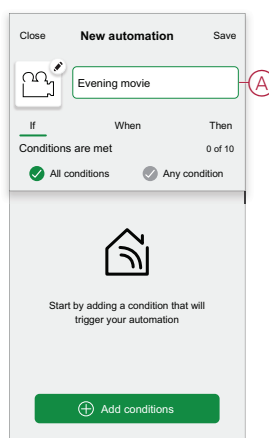 Close New automation Save
Evening movie
A
If When Then
Conditions are met 0 of 10
All conditions Any condition
Start by adding a condition that will
trigger your automation
Add conditions